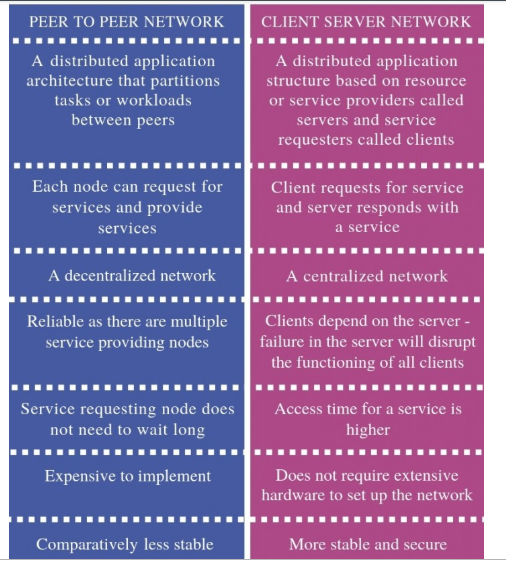 PEER TO PEER NETWORK
CLIENT SERVER NETWORK
A distributed application
architecture that partitions
tasks or workloads
between peers
A distributed application
structure based on resource
or service providers called
servers and service
requesters called clients
Each node can request for
services and provide
services
Client requests for service
and server responds with
a service
A decentralized network
A centralized network
Reliable as there are multiple
service providing nodes
Clients depend on the server -
failure in the server will disrupt
the functioning of all clients
Service requesting node does
not need to wait long
Access time for a service is
higher
Expensive to implement
Does not require extensive
hardware to set up the network
Comparatively less stable
More stable and secure